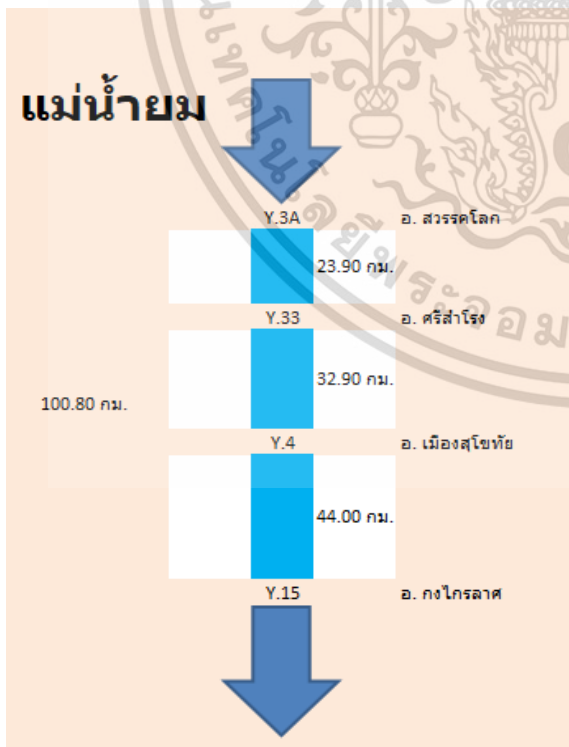 แม่น้ำยม
Y.3A อ. สวรรคโลก
23.90 กม.
Y.33 อ. ศรีสำโรง
32.90 กม.
100.80 กม.
Y.4 อ. เมืองสุโขทัย
44.00 กม.
Y.15 อ. กงไกรลาศ